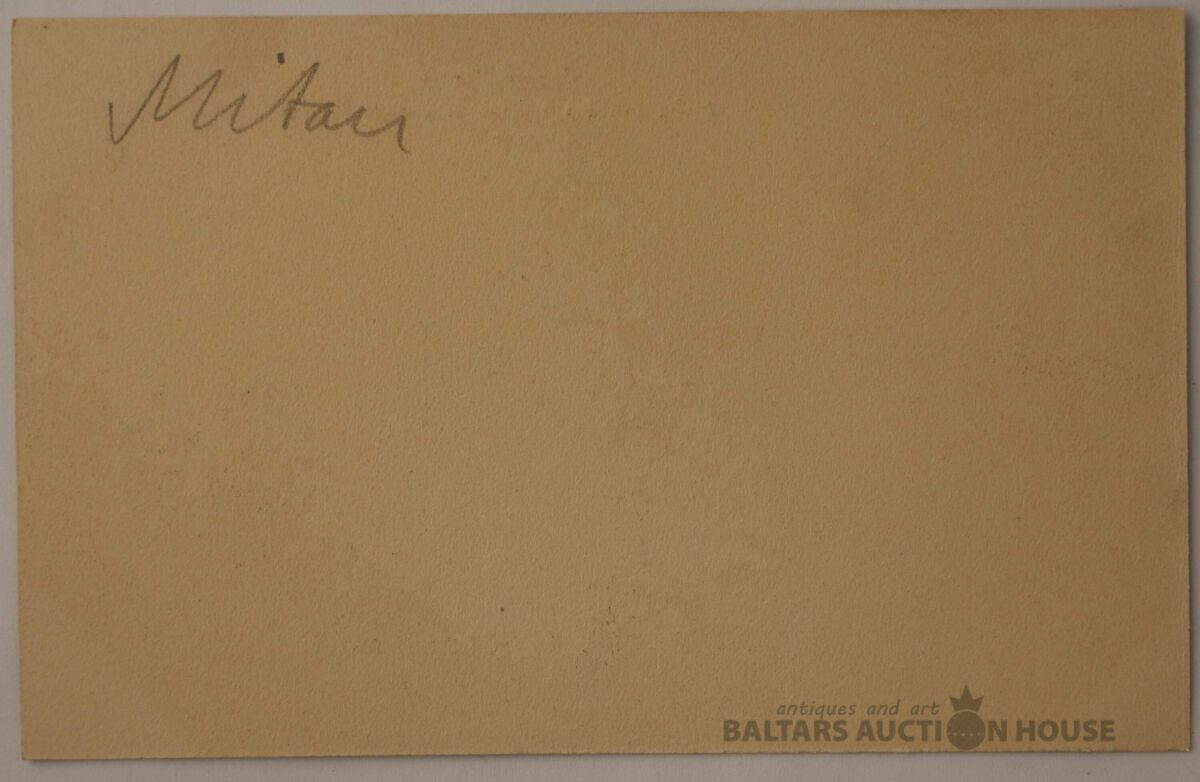 Mitau
antiques and art
BALTARS AUCTION HOUSE